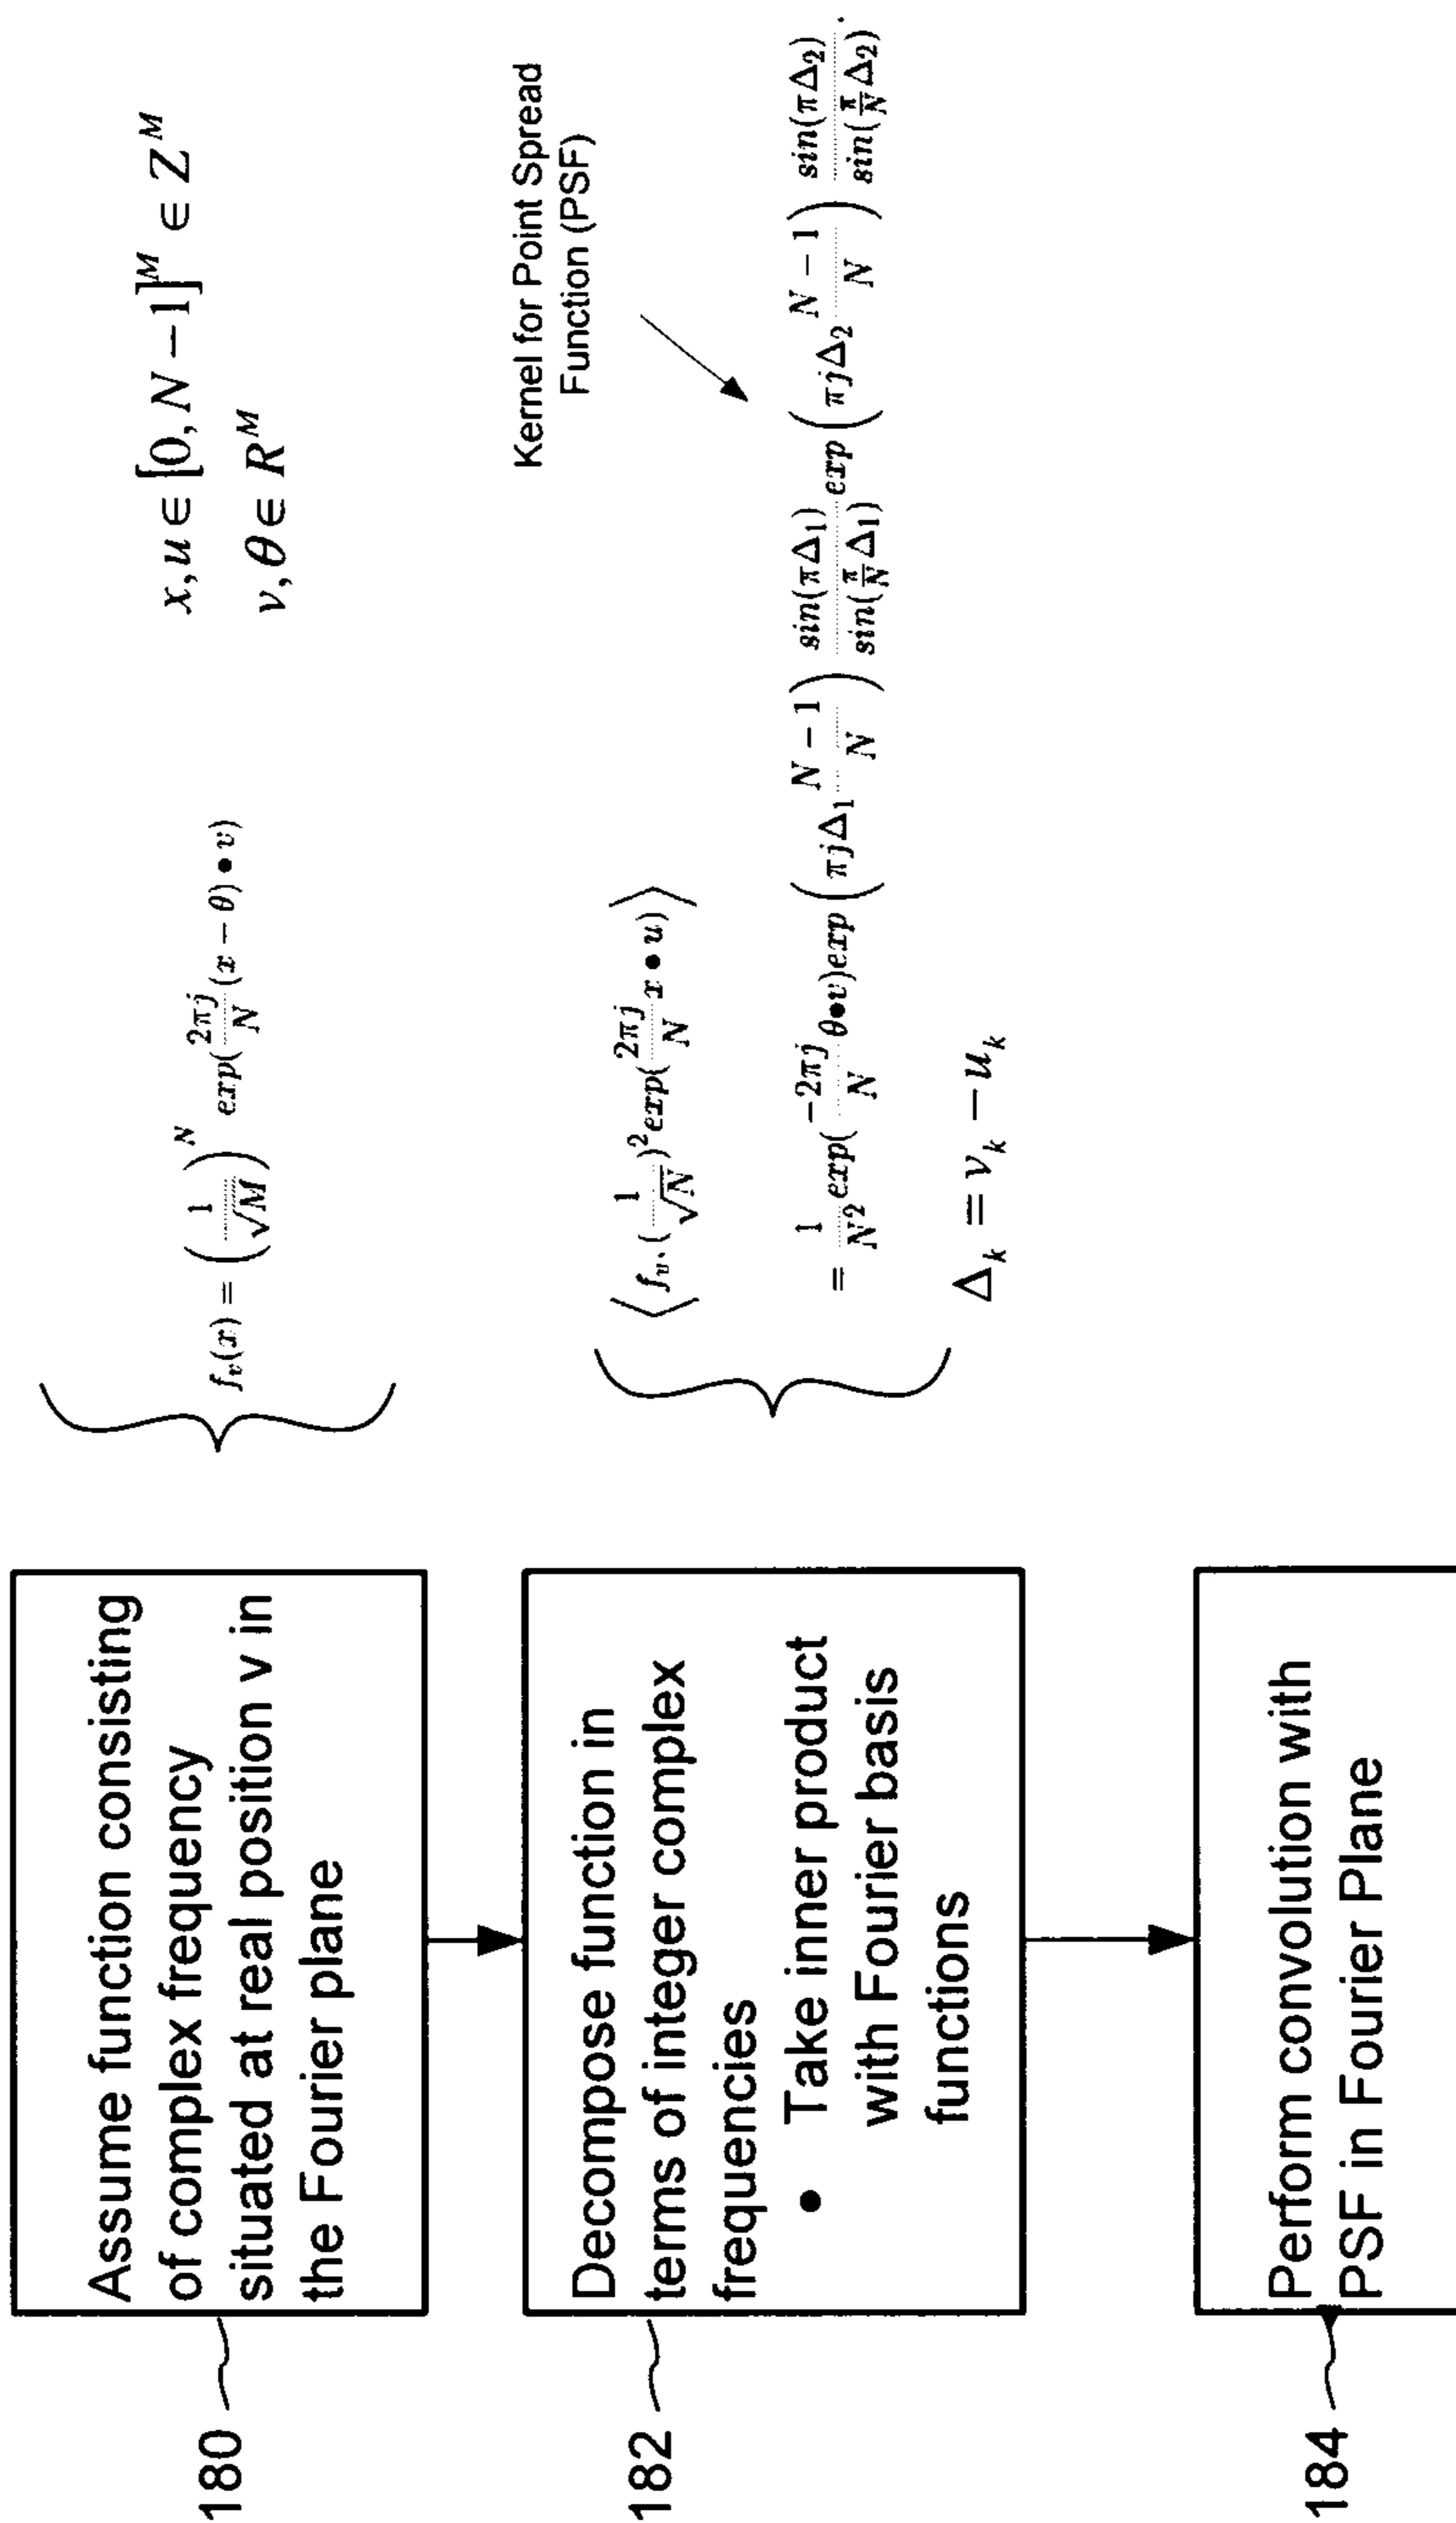 180
Assume function consisting
of complex frequency
situated at real position v in
the Fourier plane
f_v(x) = (1/√M)^N exp(2πj/N (x − θ) • v)
x,u ∈ [0, N − 1]^M ∈ Z^M
v,θ ∈ R^M
182
Decompose function in
terms of integer complex
frequencies
• Take inner product
with Fourier basis
functions
⟨f_v, (1/√N)^2 exp(2πj/N x • u)⟩
Kernel for Point Spread
Function (PSF)
= 1/N^2 exp(−2πj/N θ•v)exp(πjΔ_1 N − 1/N) sin(πΔ_1)/sin(π/N Δ_1) exp(πjΔ_2 N − 1/N) sin(πΔ_2)/sin(π/N Δ_2).
Δ_k = v_k − u_k
184
Perform convolution with
PSF in Fourier Plane